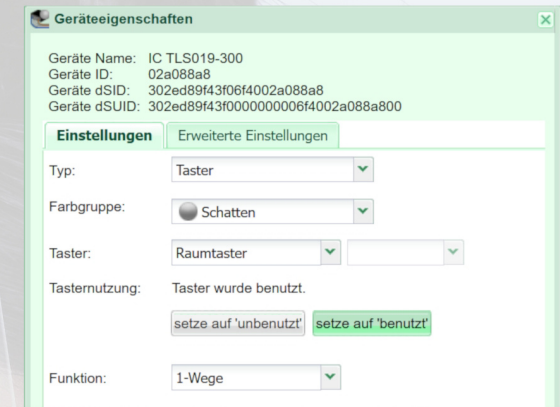 Geräteeigenschaften
Geräte Name: IC TLS019-300
Geräte ID: 02a088a8
Geräte dSID: 302ed89f43f06f4002a088a8
Geräte dSUID: 302ed89f43f0000000006f4002a088a800
Einstellungen Erweiterte Einstellungen
Typ: Taster
Farbgruppe: Schatten
Taster: Raumtaster
Tasternutzung: Taster wurde benutzt.
setze auf 'unbenutzt' setze auf 'benutzt'
Funktion: 1-Wege